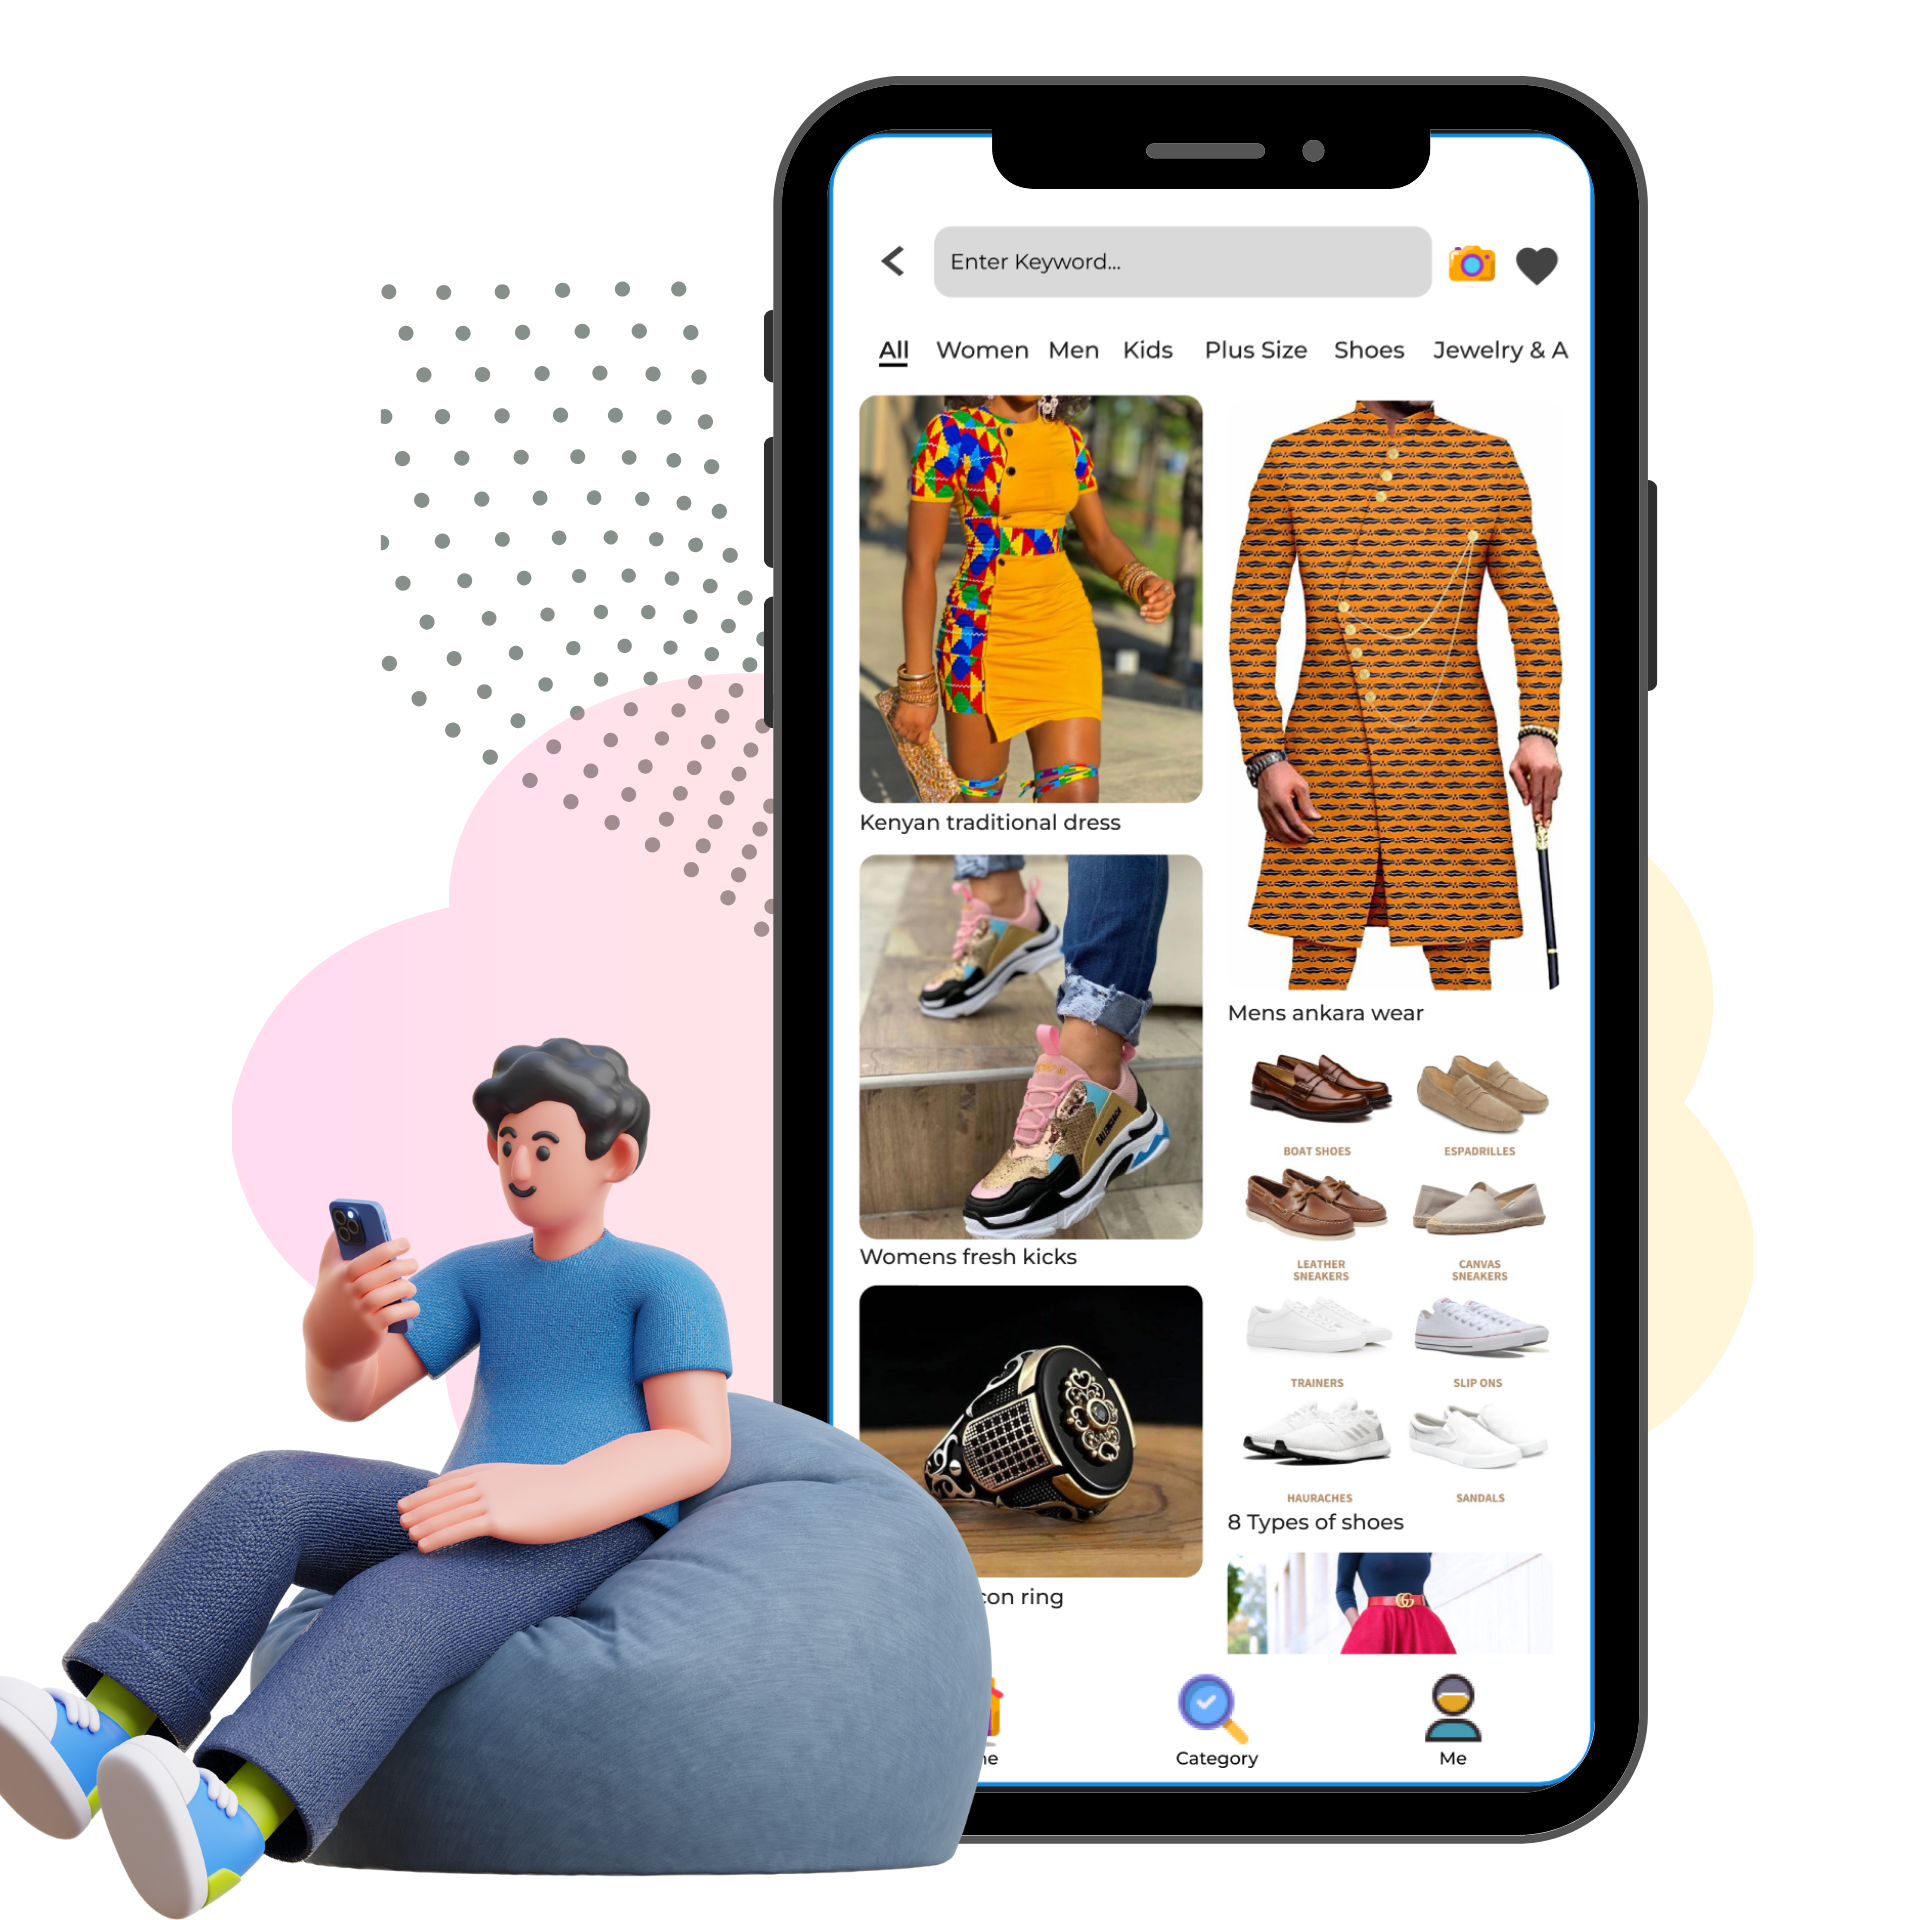 Enter Keyword...
All Women Men Kids Plus Size Shoes Jewelry & A
Kenyan traditional dress
Mens ankara wear
BALENCIAGA
Womens fresh kicks
BOAT SHOES ESPADRILLES
LEATHER
SNEAKERS
CANVAS
SNEAKERS
TRAINERS SLIP ONS
HAURACHES SANDALS
8 Types of shoes
con ring
Category
Me